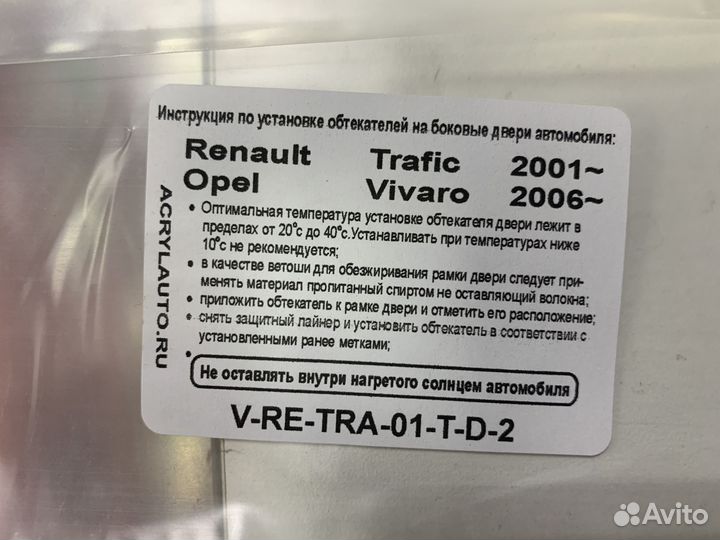 Инструкция по установке обтекателей на боковые двери автомобиля:
Renault Trafic 2001~
Opel Vivaro 2006~
• Оптимальная температура установке обтекателя двери лежит в
пределах от 20°с до 40°с.Устанавливать при температурах ниже
10°с не рекомендуется;
• в качестве ветоши для обезжиривания рамки двери следует при-
менять материал пропитанный спиртом не оставляющий волокна;
• приложить обтекатель к рамке двери и отметить его расположение;
• снять защитный лайнер и установить обтекатель в соответствии с
установленными ранее метками;
•
Не оставлять внутри нагретого солнцем автомобиля
V-RE-TRA-01-T-D-2
ACRYLAUTO.RU
Avito